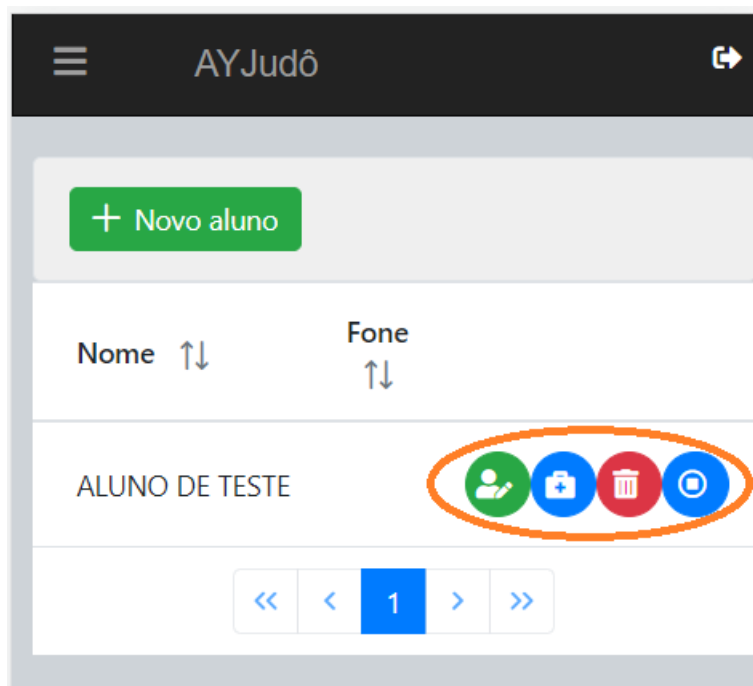 AYJudô
+ Novo aluno
Nome
Fone
ALUNO DE TESTE
« ‹ 1 › »